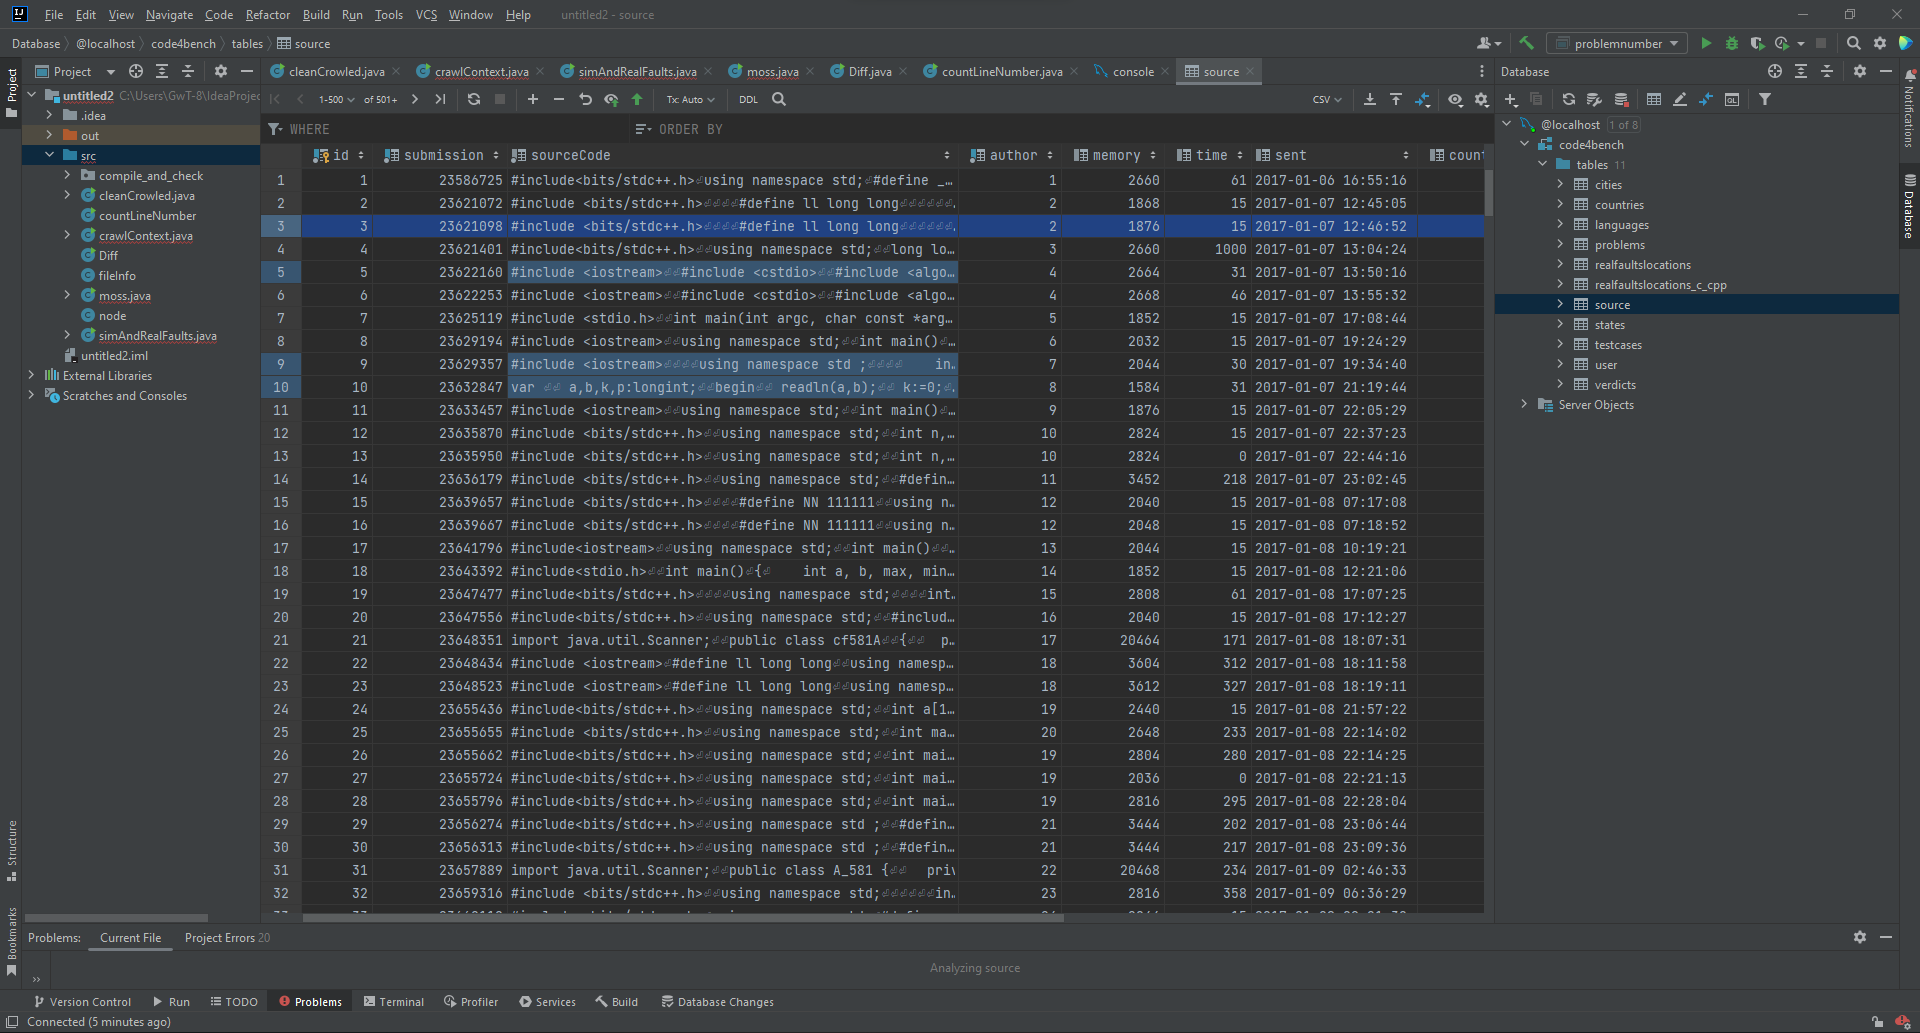 File Edit View Navigate Code Refactor Build Run Tools VCS Window Help untitled2 - source
Database @localhost code4bench tables source
problemnumber
Project
cleanCrowled.java crawlContext.java simAndRealFaults.java moss.java Diff.java countLineNumber.java console source
Database
Project
untitled2 C:\Users\GwT-8\IdeaProjec
.idea
out
src
compile_and_check
cleanCrowled.java
countLineNumber
crawlContext.java
Diff
fileInfo
moss.java
node
simAndRealFaults.java
untitled2.iml
External Libraries
Scratches and Consoles
1-500 of 501+ Tx: Auto DDL CSV
WHERE ORDER BY
id submission sourceCode author memory time sent coun
1 1 23586725 #include<bits/stdc++.h>⏎using namespace std;⏎#define _… 1 2660 61 2017-01-06 16:55:16
2 2 23621072 #include <bits/stdc++.h>⏎⏎⏎⏎#define ll long long⏎⏎⏎⏎⏎⏎… 2 1868 15 2017-01-07 12:45:05
3 3 23621098 #include <bits/stdc++.h>⏎⏎⏎⏎#define ll long long⏎⏎⏎⏎⏎⏎… 2 1876 15 2017-01-07 12:46:52
4 4 23621401 #include <bits/stdc++.h>⏎⏎using namespace std;⏎⏎long lo… 3 2660 1000 2017-01-07 13:04:24
5 5 23622160 #include <iostream>⏎⏎#include <cstdio>⏎⏎#include <algo… 4 2664 31 2017-01-07 13:50:16
6 6 23622253 #include <iostream>⏎⏎#include <cstdio>⏎⏎#include <algo… 4 2668 46 2017-01-07 13:55:32
7 7 23625119 #include <stdio.h>⏎⏎int main(int argc, char const *arg… 5 1852 15 2017-01-07 17:08:44
8 8 23629194 #include <iostream>⏎⏎using namespace std;⏎⏎int main()⏎… 6 2032 15 2017-01-07 19:24:29
9 9 23629357 #include <iostream>⏎⏎⏎⏎using namespace std ;⏎⏎⏎⏎ in… 7 2044 30 2017-01-07 19:34:40
10 10 23632847 var ⏎⏎ a,b,k,p:longint;⏎⏎begin⏎⏎ readln(a,b);⏎⏎ k:=0;⏎… 8 1584 31 2017-01-07 21:19:44
11 11 23633457 #include <iostream>⏎⏎using namespace std;⏎⏎int main()⏎… 9 1876 15 2017-01-07 22:05:29
12 12 23635870 #include <bits/stdc++.h>⏎⏎using namespace std;⏎⏎int n,… 10 2824 15 2017-01-07 22:37:23
13 13 23635950 #include <bits/stdc++.h>⏎⏎using namespace std;⏎⏎int n,… 10 2824 0 2017-01-07 22:44:16
14 14 23636179 #include <bits/stdc++.h>⏎⏎using namespace std;⏎⏎#defin… 11 3452 218 2017-01-07 23:02:45
15 15 23639657 #include <bits/stdc++.h>⏎⏎⏎⏎#define NN 111111⏎⏎using n… 12 2040 15 2017-01-08 07:17:08
16 16 23639667 #include <bits/stdc++.h>⏎⏎⏎⏎#define NN 111111⏎⏎using n… 12 2048 15 2017-01-08 07:18:52
17 17 23641796 #include<iostream>⏎⏎using namespace std;⏎⏎int main()⏎⏎… 13 2044 15 2017-01-08 10:19:21
18 18 23643392 #include<stdio.h>⏎⏎int main()⏎{⏎ int a, b, max, min… 14 1852 15 2017-01-08 12:21:06
19 19 23647477 #include<bits/stdc++.h>⏎⏎⏎⏎using namespace std;⏎⏎⏎⏎int… 15 2808 61 2017-01-08 17:07:25
20 20 23647556 #include<bits/stdc++.h>⏎⏎using namespace std;⏎⏎#includ… 16 2040 15 2017-01-08 17:12:27
21 21 23648351 import java.util.Scanner;⏎⏎public class cf581A⏎⏎{⏎⏎ p… 17 20464 171 2017-01-08 18:07:31
22 22 23648434 #include <iostream>⏎#define ll long long⏎⏎using namesp… 18 3604 312 2017-01-08 18:11:58
23 23 23648523 #include <iostream>⏎#define ll long long⏎⏎using namesp… 18 3612 327 2017-01-08 18:19:11
24 24 23655436 #include<bits/stdc++.h>⏎⏎using namespace std;⏎⏎int a[1… 19 2440 15 2017-01-08 21:57:22
25 25 23655655 #include <bits/stdc++.h>⏎⏎using namespace std;⏎⏎int ma… 20 2648 233 2017-01-08 22:14:02
26 26 23655662 #include<bits/stdc++.h>⏎⏎using namespace std;⏎⏎int mai… 19 2804 280 2017-01-08 22:14:25
27 27 23655724 #include<bits/stdc++.h>⏎⏎using namespace std;⏎⏎int mai… 19 2036 0 2017-01-08 22:21:13
28 28 23655796 #include<bits/stdc++.h>⏎⏎using namespace std;⏎⏎int mai… 19 2816 295 2017-01-08 22:28:04
29 29 23656274 #include<bits/stdc++.h>⏎⏎using namespace std ;⏎⏎#defin… 21 3444 202 2017-01-08 23:06:44
30 30 23656313 #include<bits/stdc++.h>⏎⏎using namespace std ;⏎⏎#defin… 21 3444 217 2017-01-08 23:09:36
31 31 23657889 import java.util.Scanner;⏎⏎public class A_581 {⏎⏎ priv 22 20468 234 2017-01-09 02:46:33
32 32 23659316 #include <bits/stdc++.h>⏎⏎using namespace std;⏎⏎⏎⏎⏎⏎in… 23 2816 358 2017-01-09 06:36:29
@localhost 1 of 8
code4bench
tables 11
cities
countries
languages
problems
realfaultslocations
realfaultslocations_c_cpp
source
states
testcases
user
verdicts
Server Objects
Notifications
Database
Structure
Bookmarks
Problems: Current File Project Errors 20
Analyzing source
Version Control Run TODO Problems Terminal Profiler Services Build Database Changes
Connected (5 minutes ago)